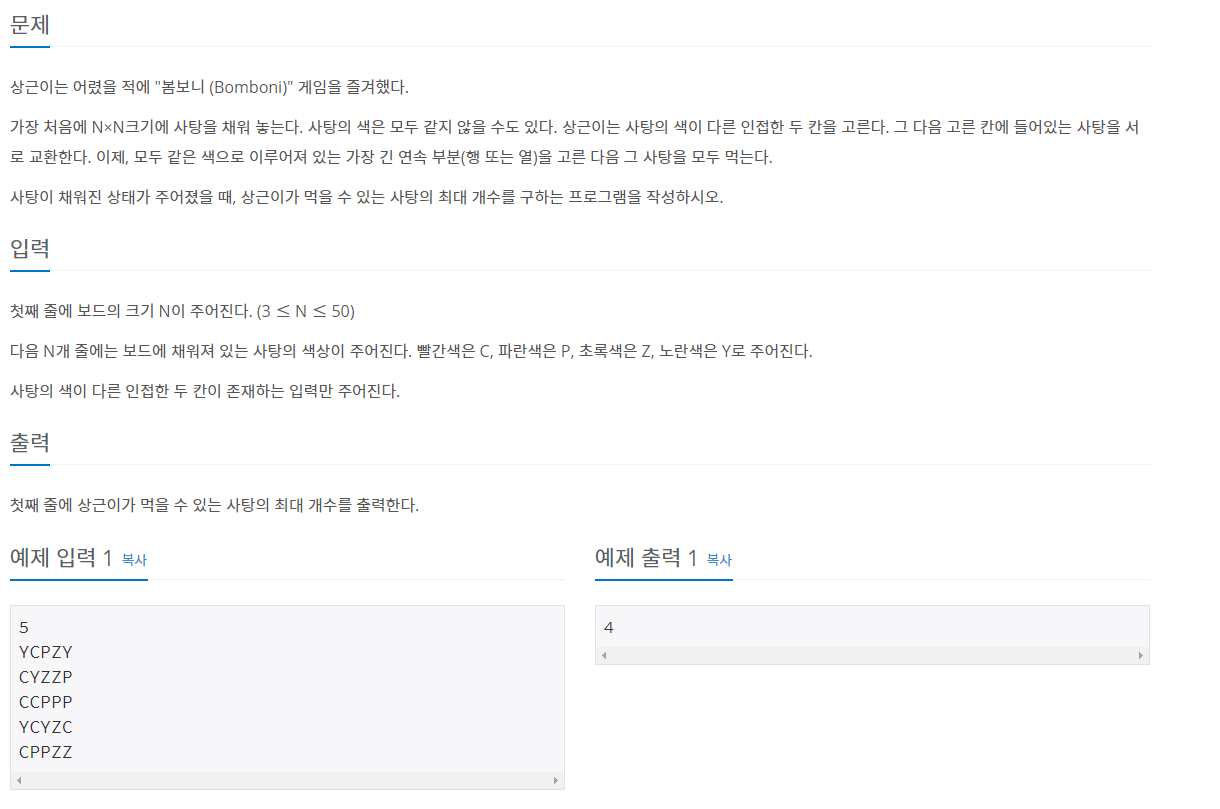 문제
상근이는 어렸을 적에 "봄보니 (Bomboni)" 게임을 즐겨했다.
가장 처음에 N×N크기에 사탕을 채워 놓는다. 사탕의 색은 모두 같지 않을 수도 있다. 상근이는 사탕의 색이 다른 인접한 두 칸을 고른다. 그 다음 고른 칸에 들어있는 사탕을 서
로 교환한다. 이제, 모두 같은 색으로 이루어져 있는 가장 긴 연속 부분(행 또는 열)을 고른 다음 그 사탕을 모두 먹는다.
사탕이 채워진 상태가 주어졌을 때, 상근이가 먹을 수 있는 사탕의 최대 개수를 구하는 프로그램을 작성하시오.
입력
첫째 줄에 보드의 크기 N이 주어진다. (3 ≤ N ≤ 50)
다음 N개 줄에는 보드에 채워져 있는 사탕의 색상이 주어진다. 빨간색은 C, 파란색은 P, 초록색은 Z, 노란색은 Y로 주어진다.
사탕의 색이 다른 인접한 두 칸이 존재하는 입력만 주어진다.
출력
첫째 줄에 상근이가 먹을 수 있는 사탕의 최대 개수를 출력한다.
예제 입력 1 복사
5
YCPZY
CYZZP
CCPPP
YCYZC
CPPZZ
예제 출력 1 복사
4